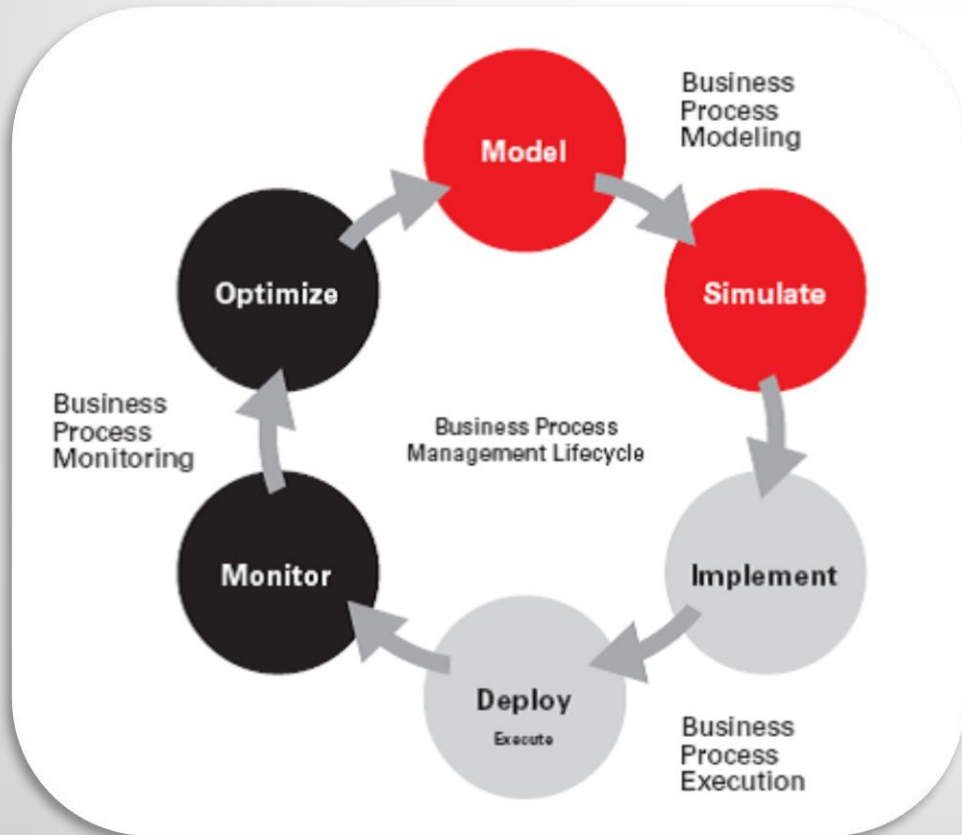 Model
Business
Process
Modeling
Simulate
Optimize
Business
Process
Monitoring
Business Process
Management Lifecycle
Monitor
Implement
Deploy
Execute
Business
Process
Execution